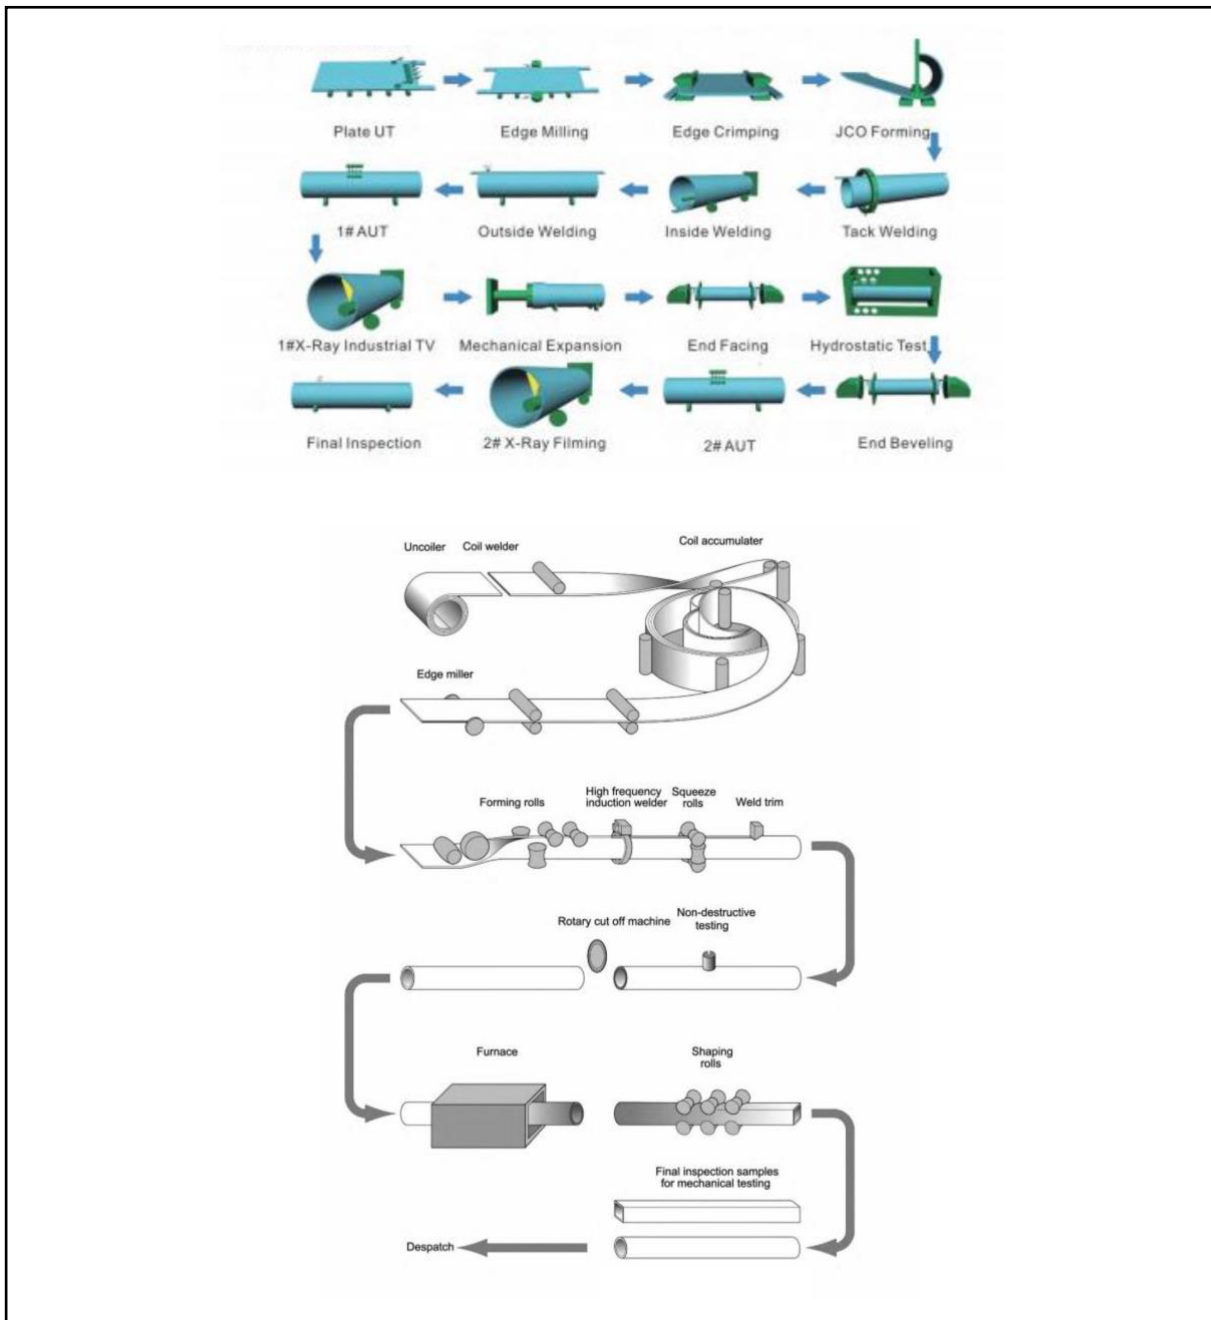 Plate UT
Edge Milling
Edge Crimping
JCO Forming
1# AUT
Outside Welding
Inside Welding
Tack Welding
1#X-Ray Industrial TV
Mechanical Expansion
End Facing
Hydrostatic Test
Final Inspection
2# X-Ray Filming
2# AUT
End Beveling
Uncoiler
Coil welder
Coil accumulater
Edge miller
Forming rolls
High frequency
induction welder
Squeeze
rolls
Weld trim
Rotary cut off machine
Non-destructive
testing
Furnace
Shaping
rolls
Final inspection samples
for mechanical testing
Despatch